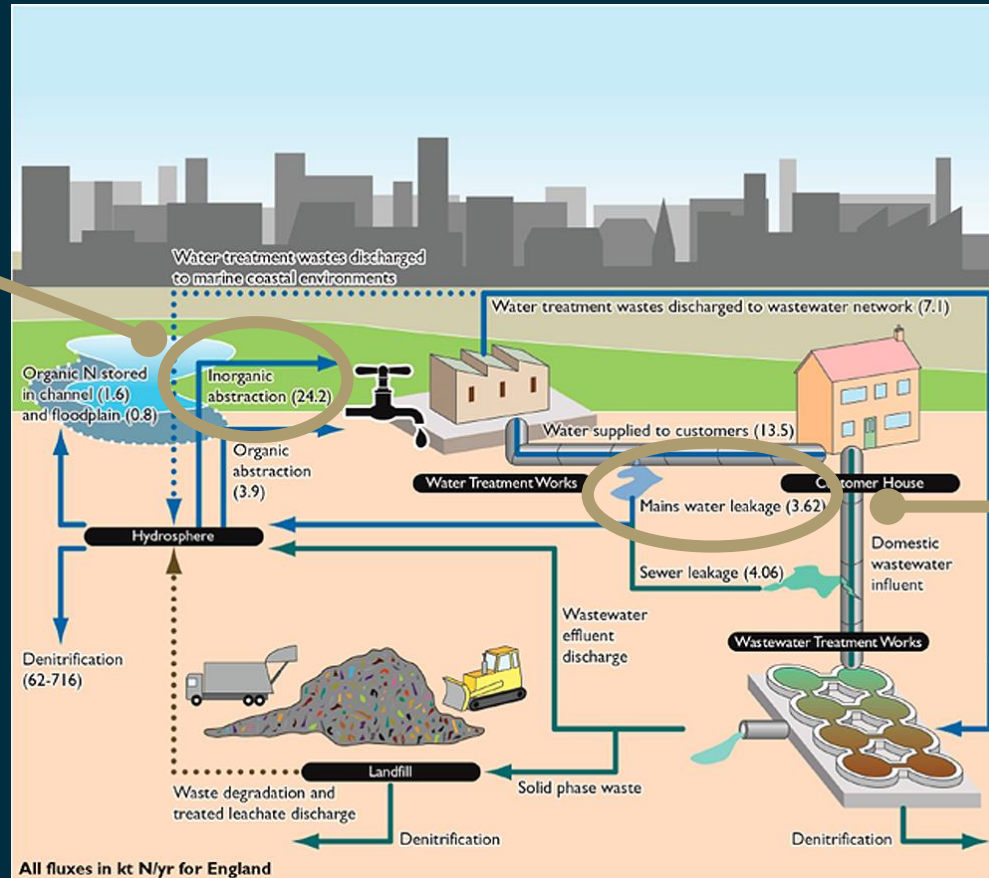 Water treatment wastes discharged
to marine coastal environments
Water treatment wastes discharged to wastewater network (7.1)
Organic N stored
in channel (1.6)
and floodplain (0.8)
Inorganic
abstraction (24.2)
Organic
abstraction
(3.9)
Water supplied to customers (13.5)
Water Treatment Works
Customer House
Mains water leakage (3.62)
Hydrosphere
Domestic
wastewater
influent
Sewer leakage (4.06)
Wastewater
effluent
discharge
Wastewater Treatment Works
Denitrification
(62-716)
Landfill
Waste degradation and
treated leachate discharge
Solid phase waste
Denitrification
Denitrification
All fluxes in kt N/yr for England